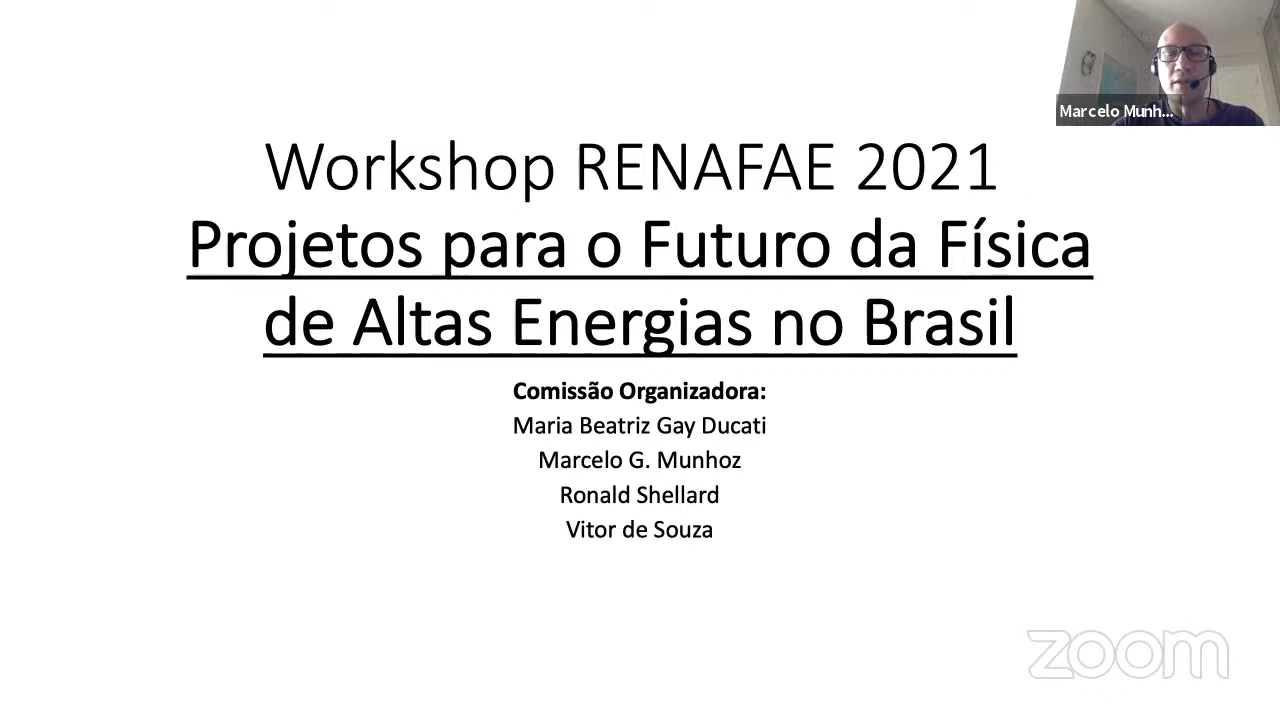 Marcelo Munh...
Workshop RENAFAE 2021
Projetos para o Futuro da Física
de Altas Energias no Brasil
Comissão Organizadora:
Maria Beatriz Gay Ducati
Marcelo G. Munhoz
Ronald Shellard
Vitor de Souza
zoom